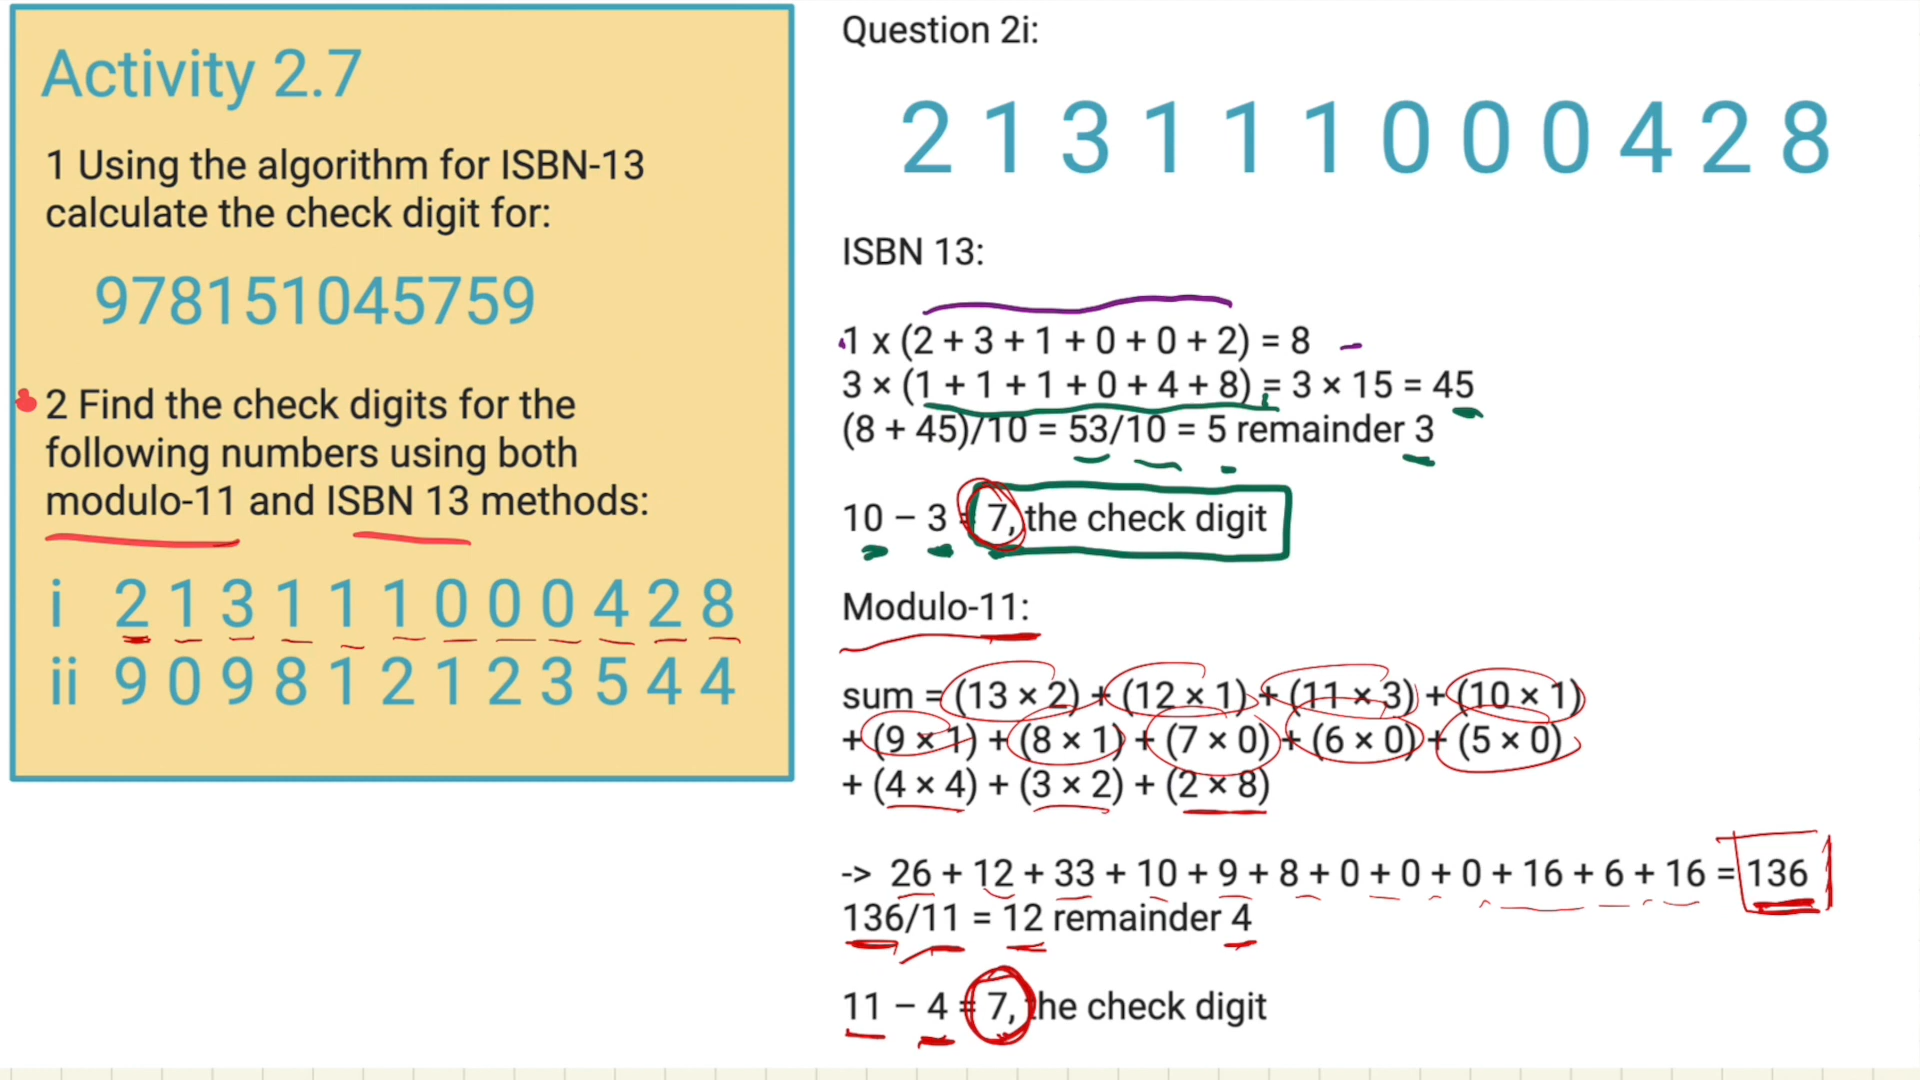 Activity 2.7
1 Using the algorithm for ISBN-13
calculate the check digit for:
978151045759
2 Find the check digits for the
following numbers using both
modulo-11 and ISBN 13 methods:
i 2 1 3 1 1 1 0 0 0 4 2 8
ii 9 0 9 8 1 2 1 2 3 5 4 4
Question 2i:
2 1 3 1 1 1 0 0 0 4 2 8
ISBN 13:
1 x (2 + 3 + 1 + 0 + 0 + 2) = 8
3 × (1 + 1 + 1 + 0 + 4 + 8) = 3 × 15 = 45
(8 + 45)/10 = 53/10 = 5 remainder 3
10 – 3 = 7, the check digit
Modulo-11:
sum = (13 × 2) + (12 × 1) + (11 × 3) + (10 × 1)
+ (9 × 1) + (8 × 1) + (7 × 0) + (6 × 0) + (5 × 0)
+ (4 × 4) + (3 × 2) + (2 × 8)
-> 26 + 12 + 33 + 10 + 9 + 8 + 0 + 0 + 0 + 16 + 6 + 16 = 136
136/11 = 12 remainder 4
11 – 4 = 7, the check digit